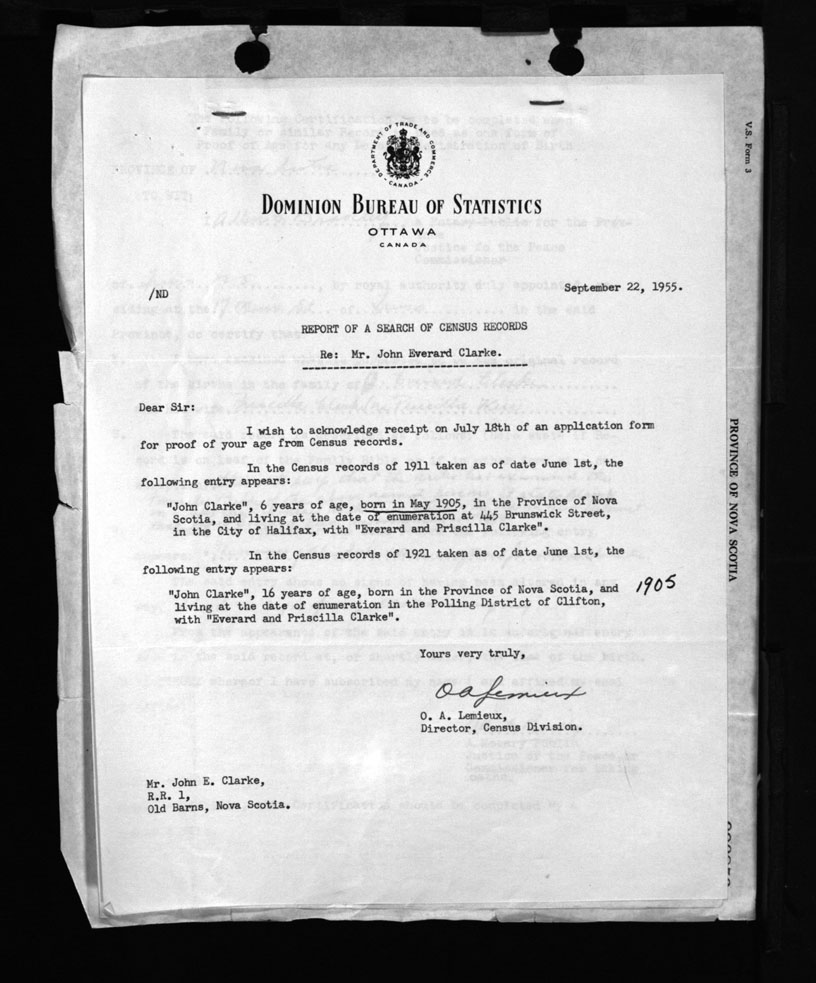 DEPARTMENT OF TRADE AND COMMERCE
CANADA
DOMINION BUREAU OF STATISTICS
OTTAWA
CANADA
V.S. Form 3
/ND
September 22, 1955.
REPORT OF A SEARCH OF CENSUS RECORDS
Re: Mr. John Everard Clarke.
Dear Sir:
I wish to acknowledge receipt on July 18th of an application form
for proof of your age from Census records.
In the Census records of 1911 taken as of date June 1st, the
following entry appears:
"John Clarke", 6 years of age, born in May 1905, in the Province of Nova
Scotia, and living at the date of enumeration at 445 Brunswick Street,
in the City of Halifax, with "Everard and Priscilla Clarke".
In the Census records of 1921 taken as of date June 1st, the
following entry appears:
"John Clarke", 16 years of age, born in the Province of Nova Scotia, and
living at the date of enumeration in the Polling District of Clifton,
with "Everard and Priscilla Clarke".
1905
PROVINCE OF NOVA SCOTIA
Yours very truly,
O A Lemieux
O. A. Lemieux,
Director, Census Division.
Mr. John E. Clarke,
R.R. 1,
Old Barns, Nova Scotia.